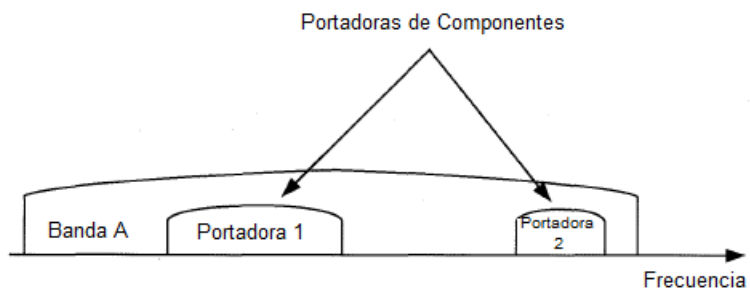 Portadoras de Componentes
Banda A
Portadora 1
Portadora
2
Frecuencia